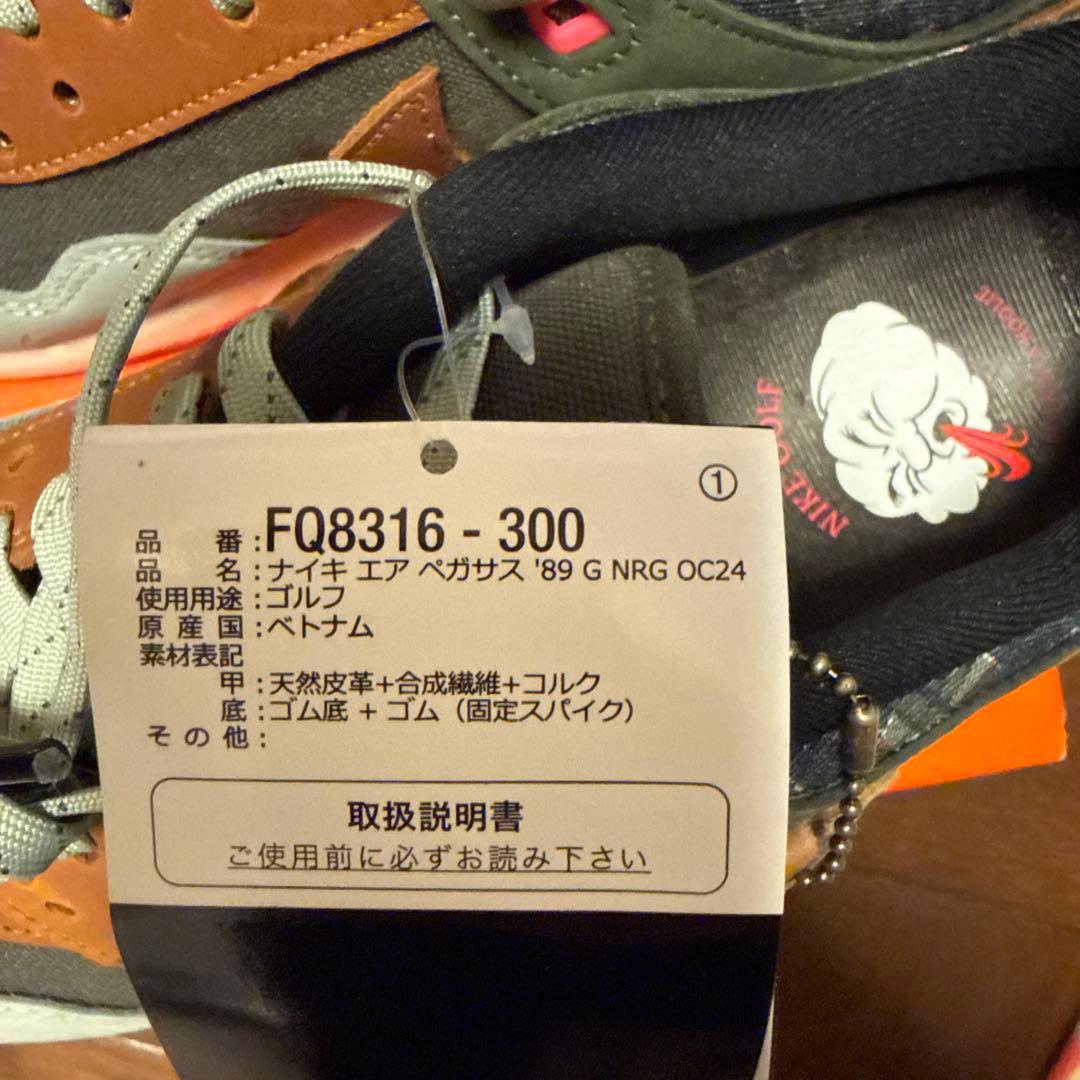 ①
品 番:FQ8316 - 300
品 名:ナイキ エア ペガサス '89 G NRG OC24
使用用途:ゴルフ
原 産 国:ベトナム
素材表記
甲:天然皮革+合成繊維+コルク
底:ゴム底 + ゴム（固定スパイク）
そ の 他:
取扱説明書
ご使用前に必ずお読み下さい
NIKE GOLF